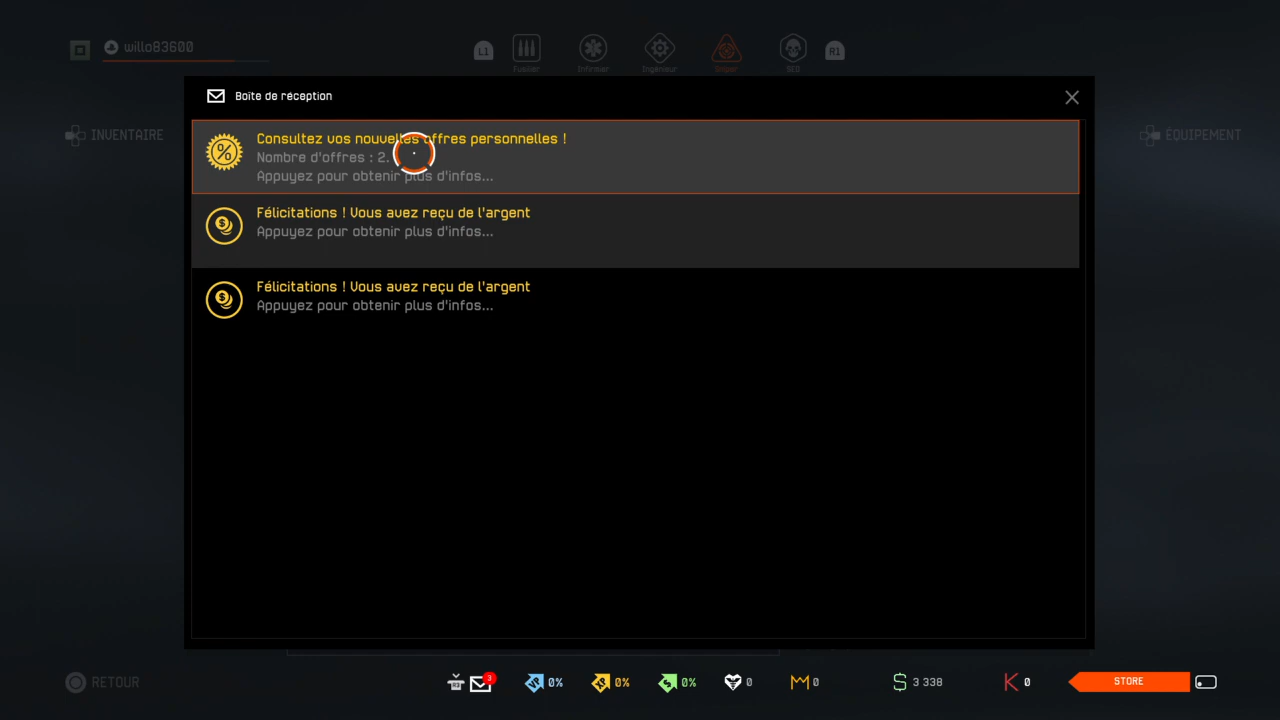 willo83600
L1
R1
Fusilier
Infirmier
Ingénieur
Sniper
SED
Boîte de réception
INVENTAIRE
ÉQUIPEMENT
Consultez vos nouvelles offres personnelles !
Nombre d'offres : 2.
Appuyez pour obtenir plus d'infos...
Félicitations ! Vous avez reçu de l'argent
Appuyez pour obtenir plus d'infos...
Félicitations ! Vous avez reçu de l'argent
Appuyez pour obtenir plus d'infos...
RETOUR
R3
3
0%
0%
0%
0
0
3 338
0
STORE